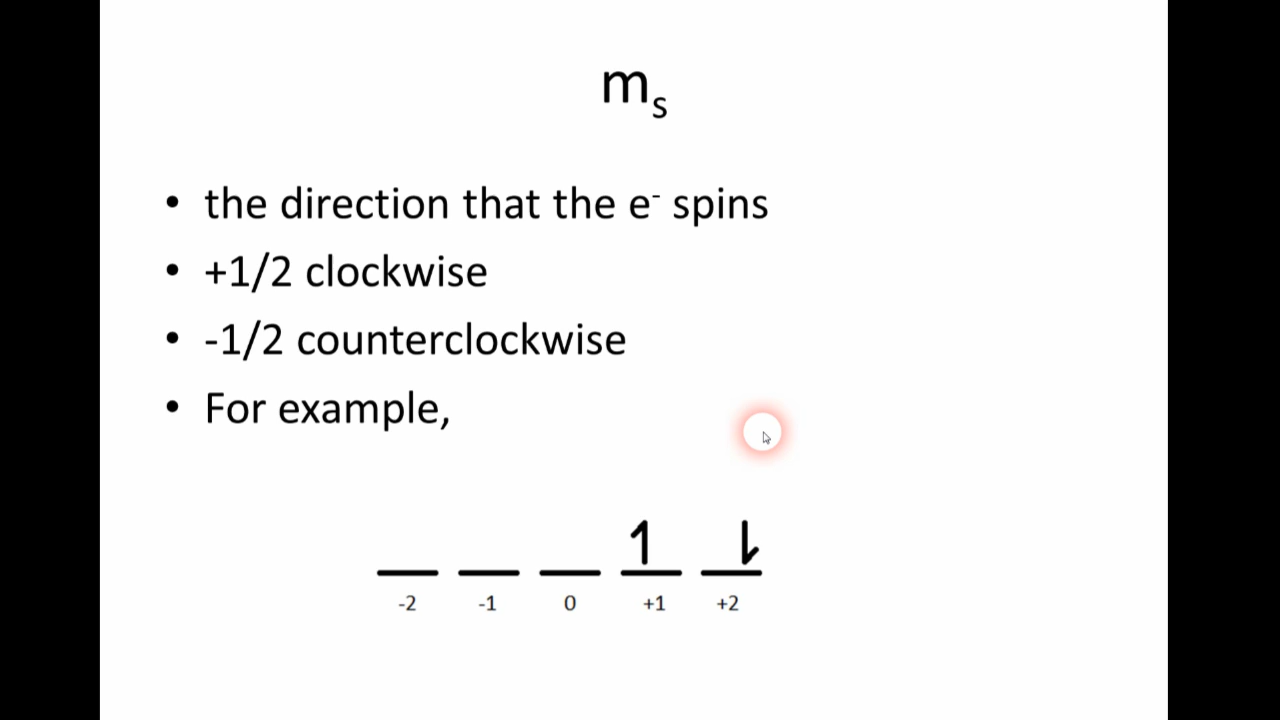 mₛ
• the direction that the e⁻ spins
• +1/2 clockwise
• -1/2 counterclockwise
• For example,
↿ ⇂
-2 -1 0 +1 +2